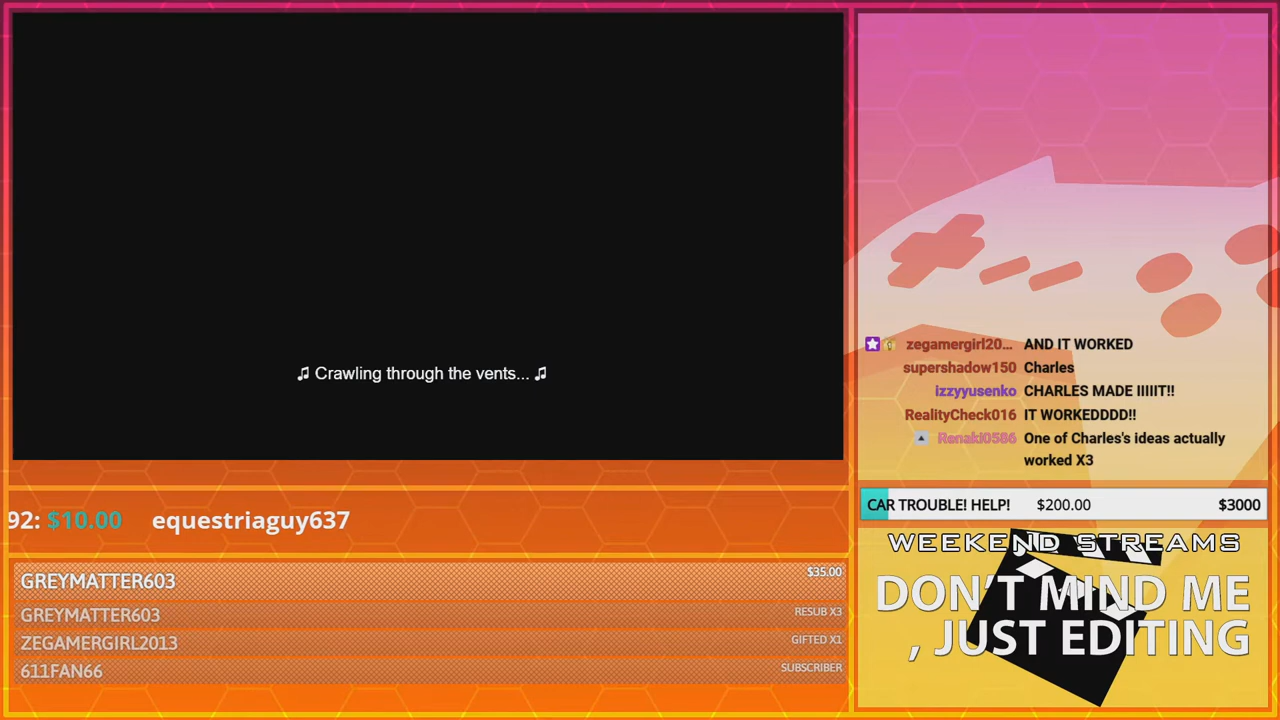 ♫ Crawling through the vents... ♫
92: $10.00 equestriaguy637
GREYMATTER603 $35.00
GREYMATTER603 RESUB X3
ZEGAMERGIRL2013 GIFTED X1
611FAN66 SUBSCRIBER
zegamergirl20... AND IT WORKED
supershadow150 Charles
izzyyusenko CHARLES MADE IIIIIT!!
RealityCheck016 IT WORKEDDDD!!
Renaki0586 One of Charles's ideas actually
worked X3
CAR TROUBLE! HELP! $200.00 $3000
WEEKEND STREAMS
DON'T MIND ME
, JUST EDITING